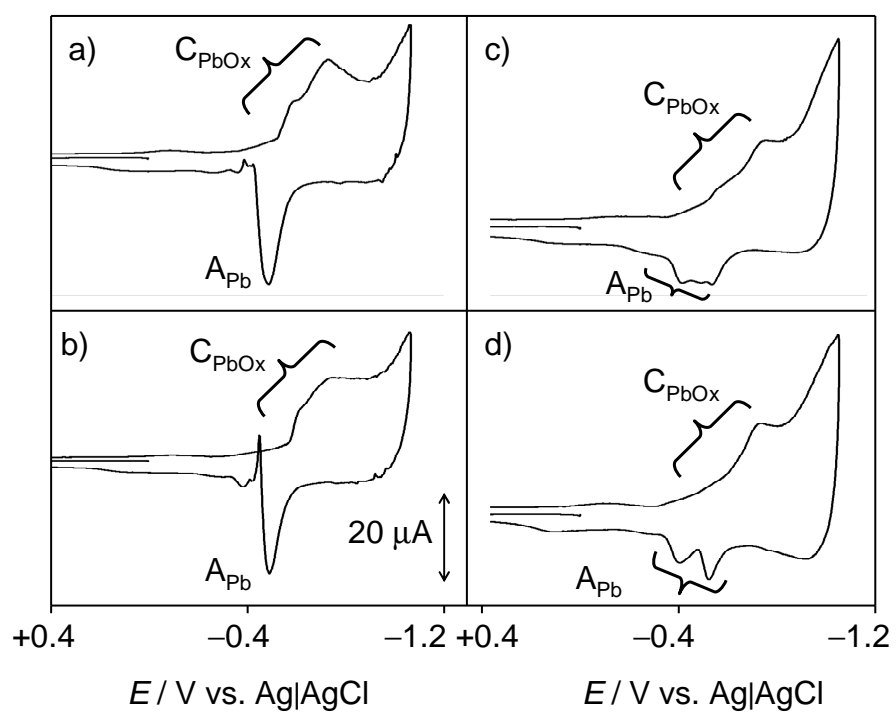 a)
C_PbOx
A_Pb
b)
C_PbOx
20 μA
A_Pb
c)
C_PbOx
A_Pb
d)
C_PbOx
A_Pb
+0.4 −0.4 −1.2 +0.4 −0.4 −1.2
E / V vs. Ag|AgCl E / V vs. Ag|AgCl